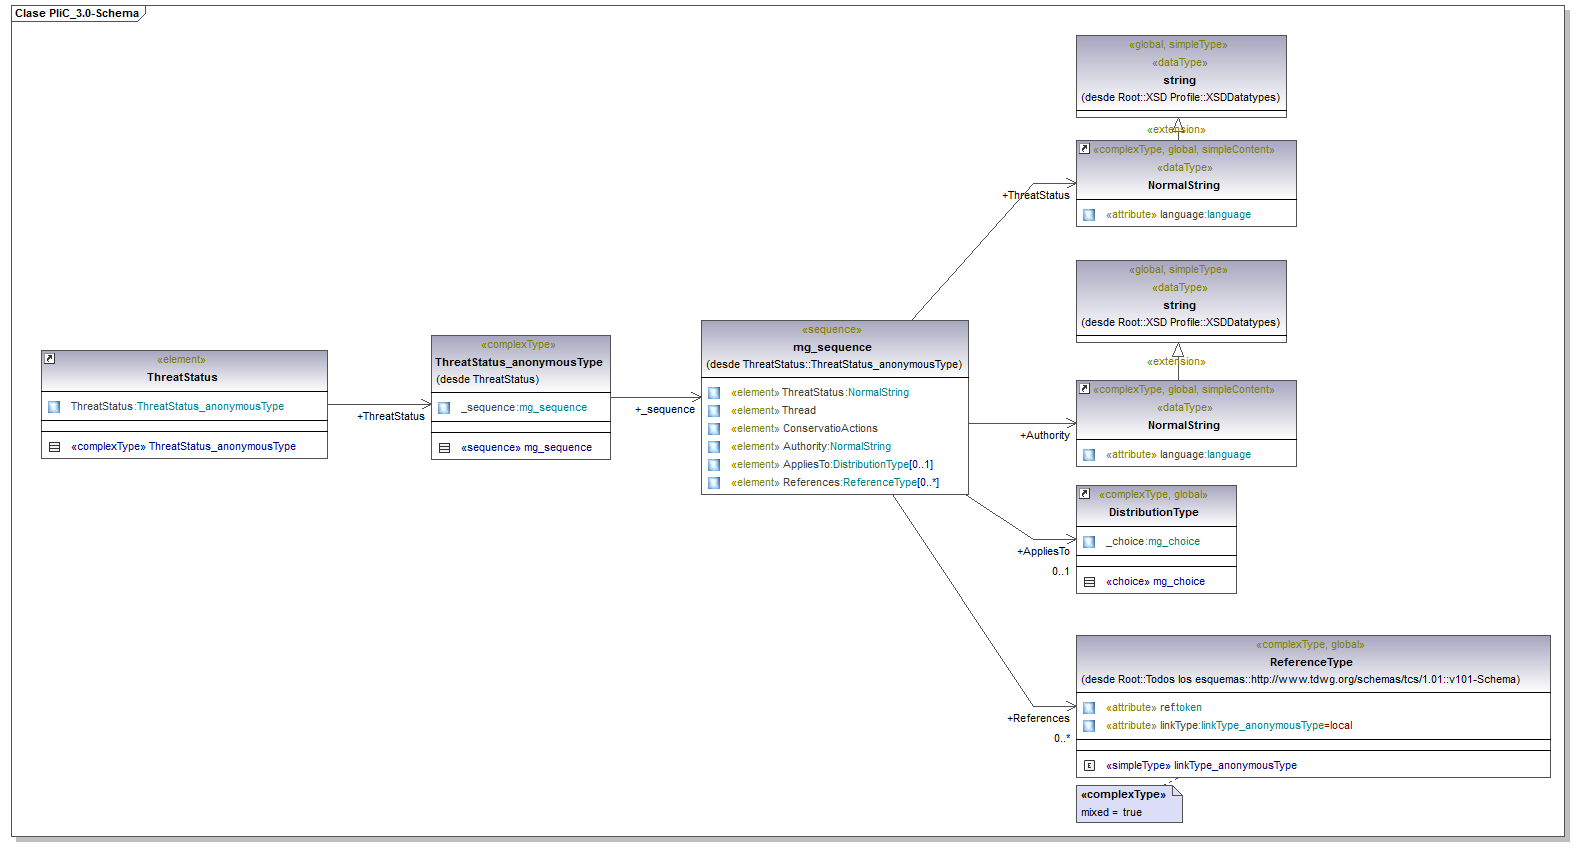 Clase PliC_3.0-Schema
«element»
ThreatStatus
ThreatStatus:ThreatStatus_anonymousType
«complexType» ThreatStatus_anonymousType
+ThreatStatus
«complexType»
ThreatStatus_anonymousType
(desde ThreatStatus)
_sequence:mg_sequence
«sequence» mg_sequence
+_sequence
«sequence»
mg_sequence
(desde ThreatStatus::ThreatStatus_anonymousType)
«element» ThreatStatus:NormalString
«element» Thread
«element» ConservatioActions
«element» Authority:NormalString
«element» AppliesTo:DistributionType[0..1]
«element» References:ReferenceType[0..*]
«global, simpleType»
«dataType»
string
(desde Root::XSD Profile::XSDDatatypes)
«extension»
«complexType, global, simpleContent»
«dataType»
NormalString
«attribute» language:language
+ThreatStatus
«global, simpleType»
«dataType»
string
(desde Root::XSD Profile::XSDDatatypes)
«extension»
«complexType, global, simpleContent»
«dataType»
NormalString
«attribute» language:language
+Authority
«complexType, global»
DistributionType
_choice:mg_choice
«choice» mg_choice
+AppliesTo
0..1
«complexType, global»
ReferenceType
(desde Root::Todos los esquemas::http://www.tdwg.org/schemas/tcs/1.01::v101-Schema)
«attribute» ref:token
«attribute» linkType:linkType_anonymousType=local
«simpleType» linkType_anonymousType
+References
0..*
«complexType»
mixed = true